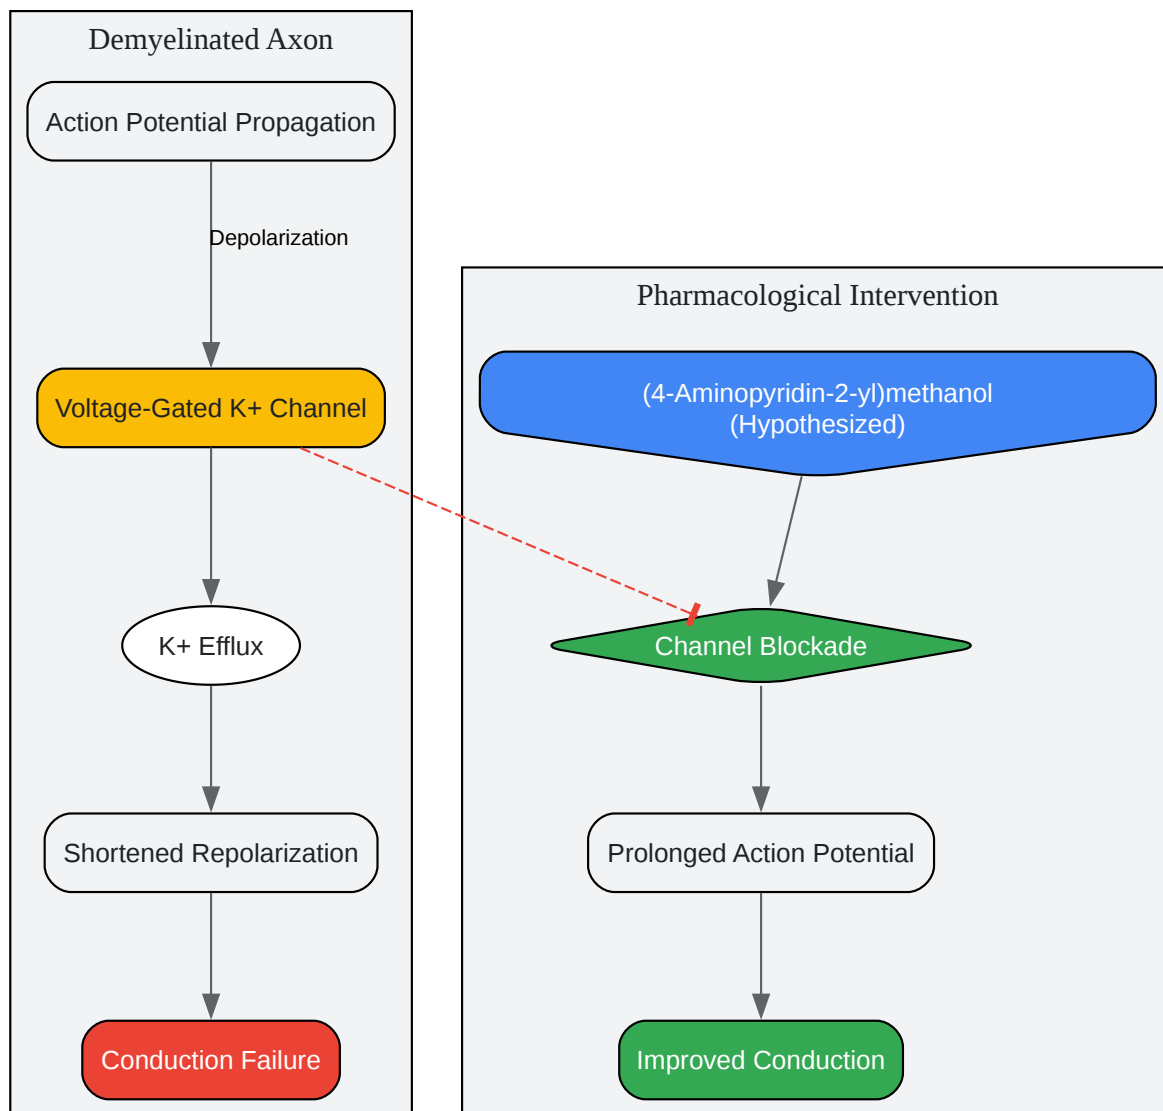 Demyelinated Axon
Action Potential Propagation
Depolarization
Voltage-Gated K+ Channel
K+ Efflux
Shortened Repolarization
Conduction Failure
Pharmacological Intervention
(4-Aminopyridin-2-yl)methanol
(Hypothesized)
Channel Blockade
Prolonged Action Potential
Improved Conduction